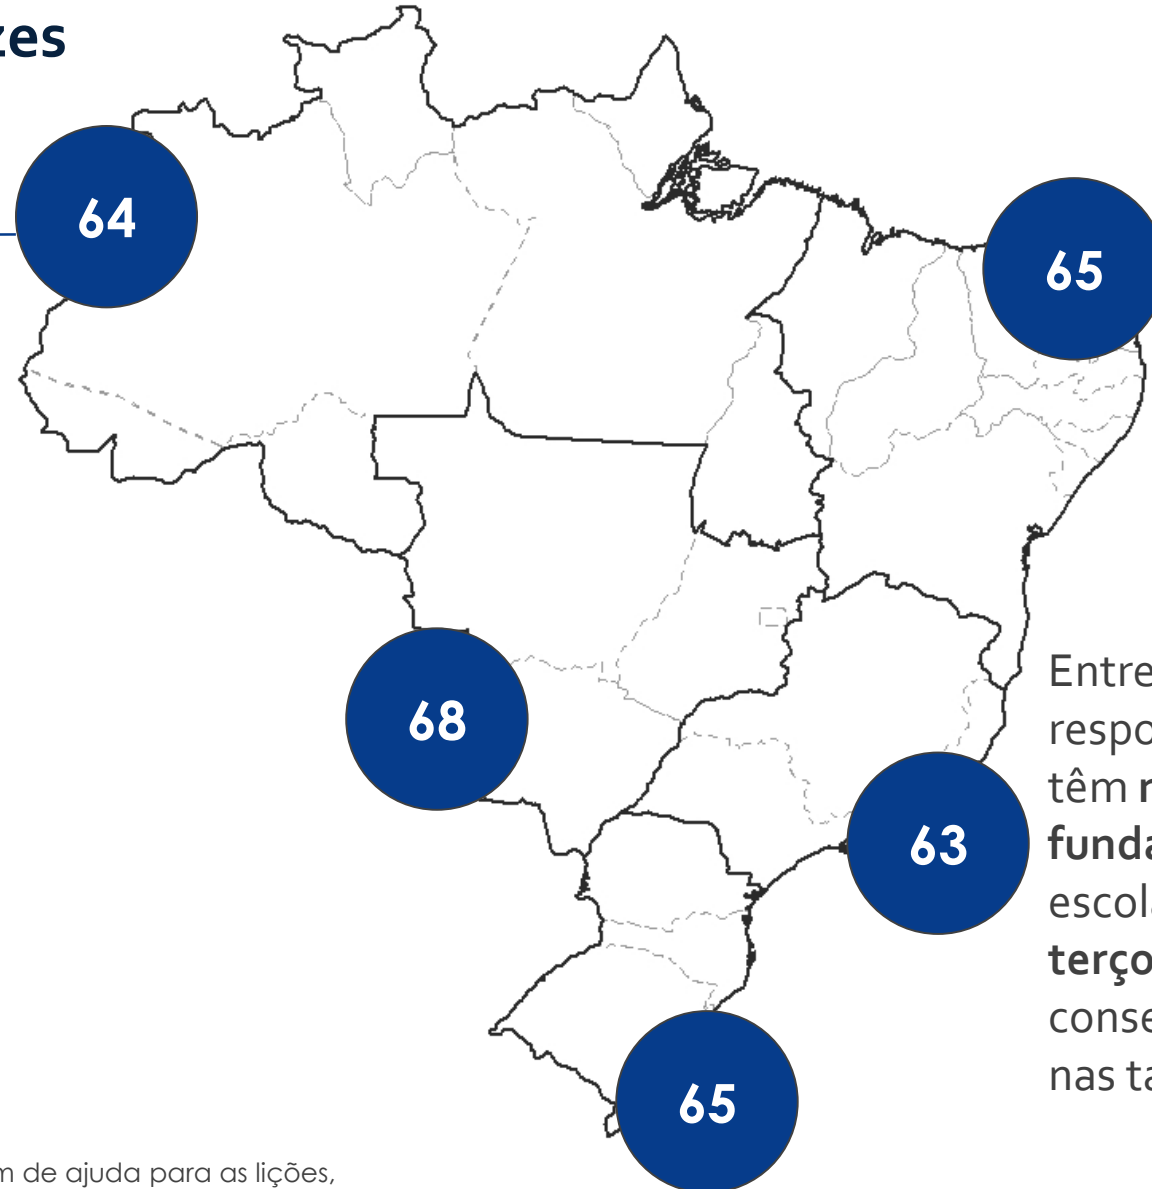 zes
64
65
68
63
65
Entre
respo
têm r
funda
escola
terço
conse
nas ta
m de ajuda para as lições,